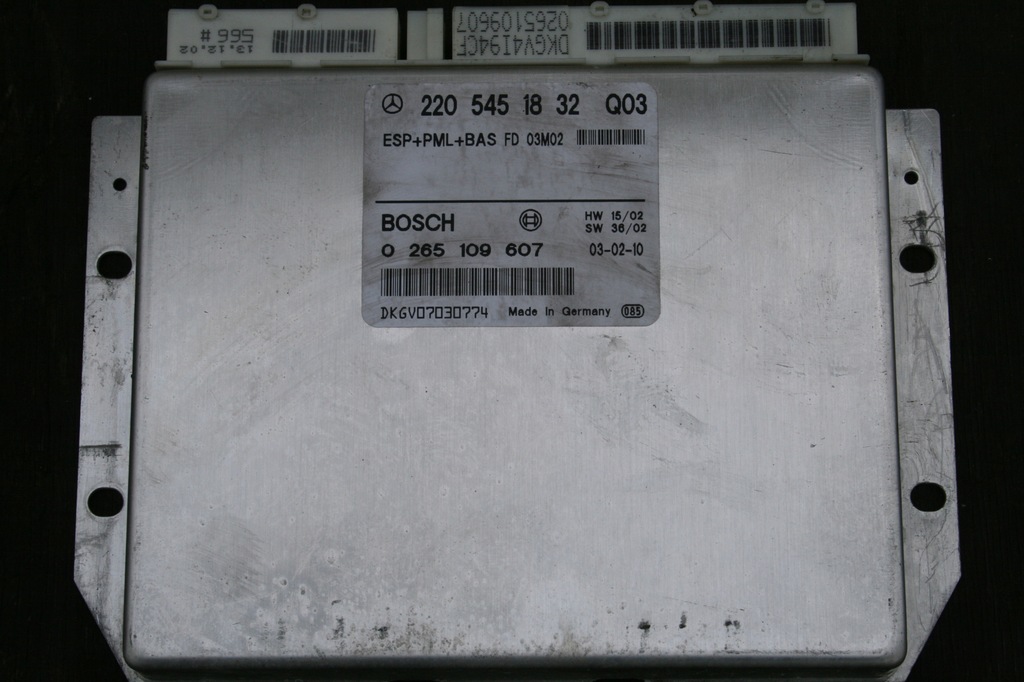 13.12.02
566 #
DKGV4I94CF
0265109607
220 545 18 32 Q03
ESP+PML+BAS FD 03M02
BOSCH
HW 15/02
SW 36/02
0 265 109 607 03-02-10
DKGV07030774 Made in Germany 085